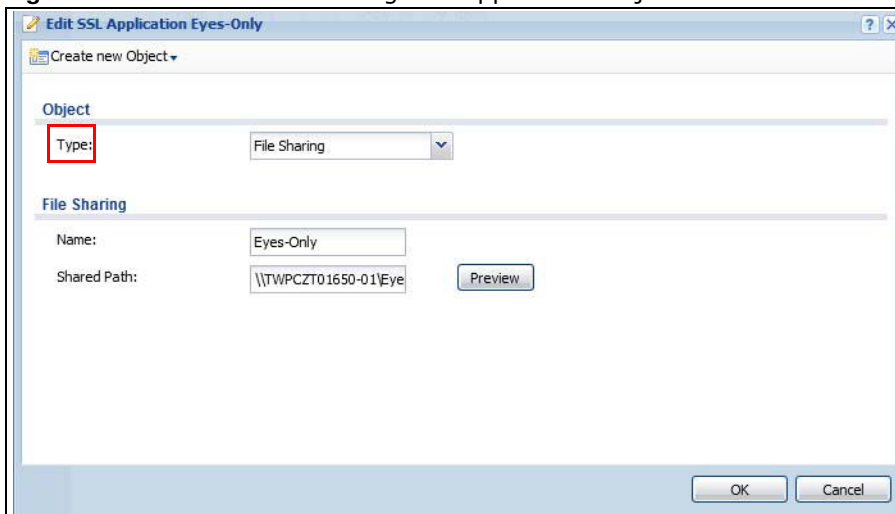 Edit SSL Application Eyes-Only
Create new Object
Object
Type: File Sharing
File Sharing
Name: Eyes-Only
Shared Path: \\TWPCZT01650-01\Eye Preview
OK Cancel